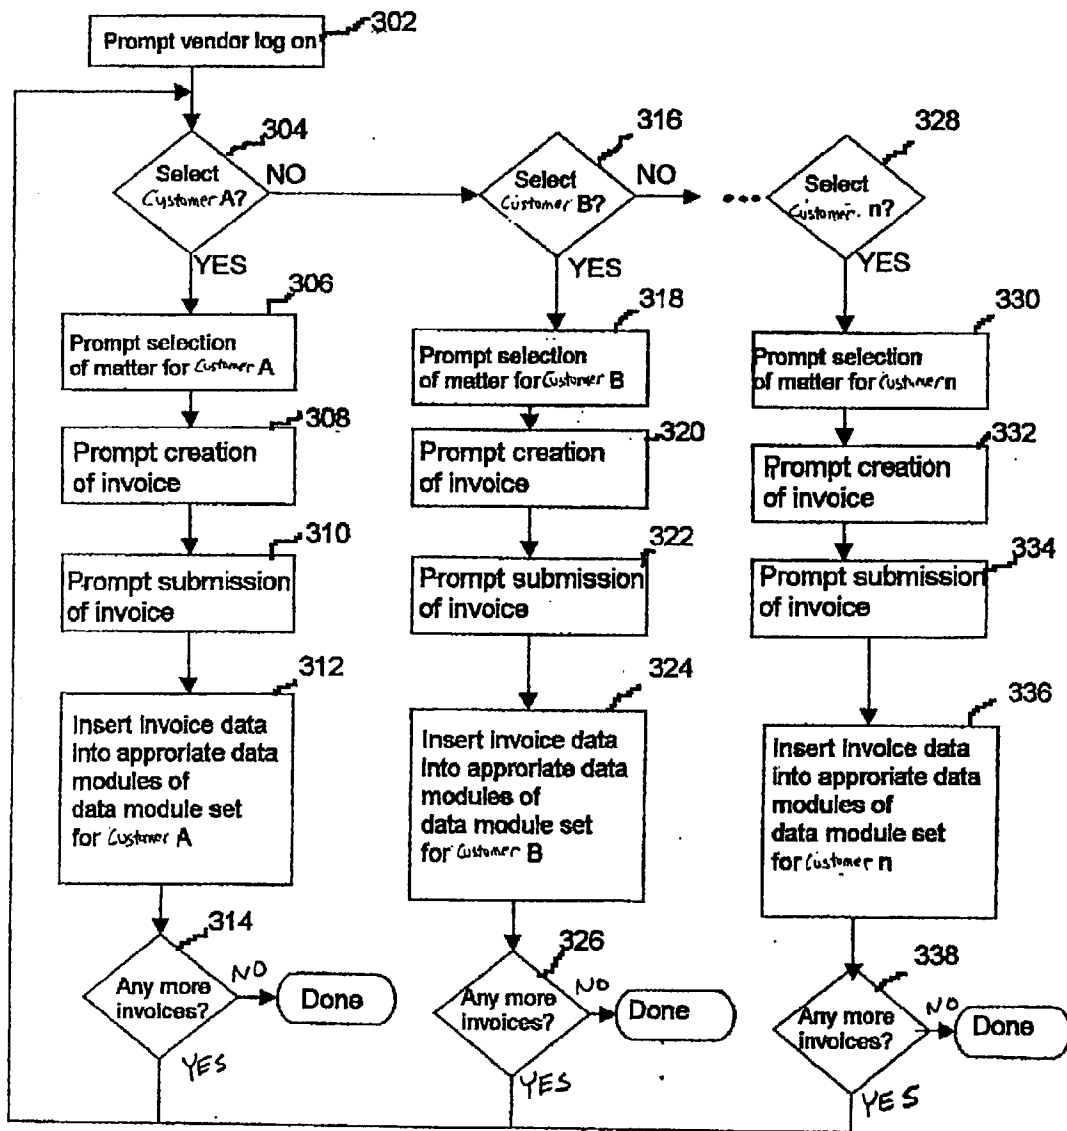 302
Prompt vendor log on
304
Select
Customer A?
NO
316
Select
Customer B?
NO
...
328
Select
Customer n?
YES
YES
YES
306
Prompt selection
of matter for Customer A
318
Prompt selection
of matter for Customer B
330
Prompt selection
of matter for Customer n
308
Prompt creation
of invoice
320
Prompt creation
of invoice
332
Prompt creation
of invoice
310
Prompt submission
of invoice
322
Prompt submission
of invoice
334
Prompt submission
of invoice
312
Insert invoice data
into approriate data
modules of
data module set
for Customer A
324
Insert invoice data
into approriate data
modules of
data module set
for Customer B
336
Insert invoice data
into approriate data
modules of
data module set
for Customer n
314
Any more
invoices?
NO
Done
YES
326
Any more
invoices?
NO
Done
YES
338
Any more
invoices?
NO
Done
YES